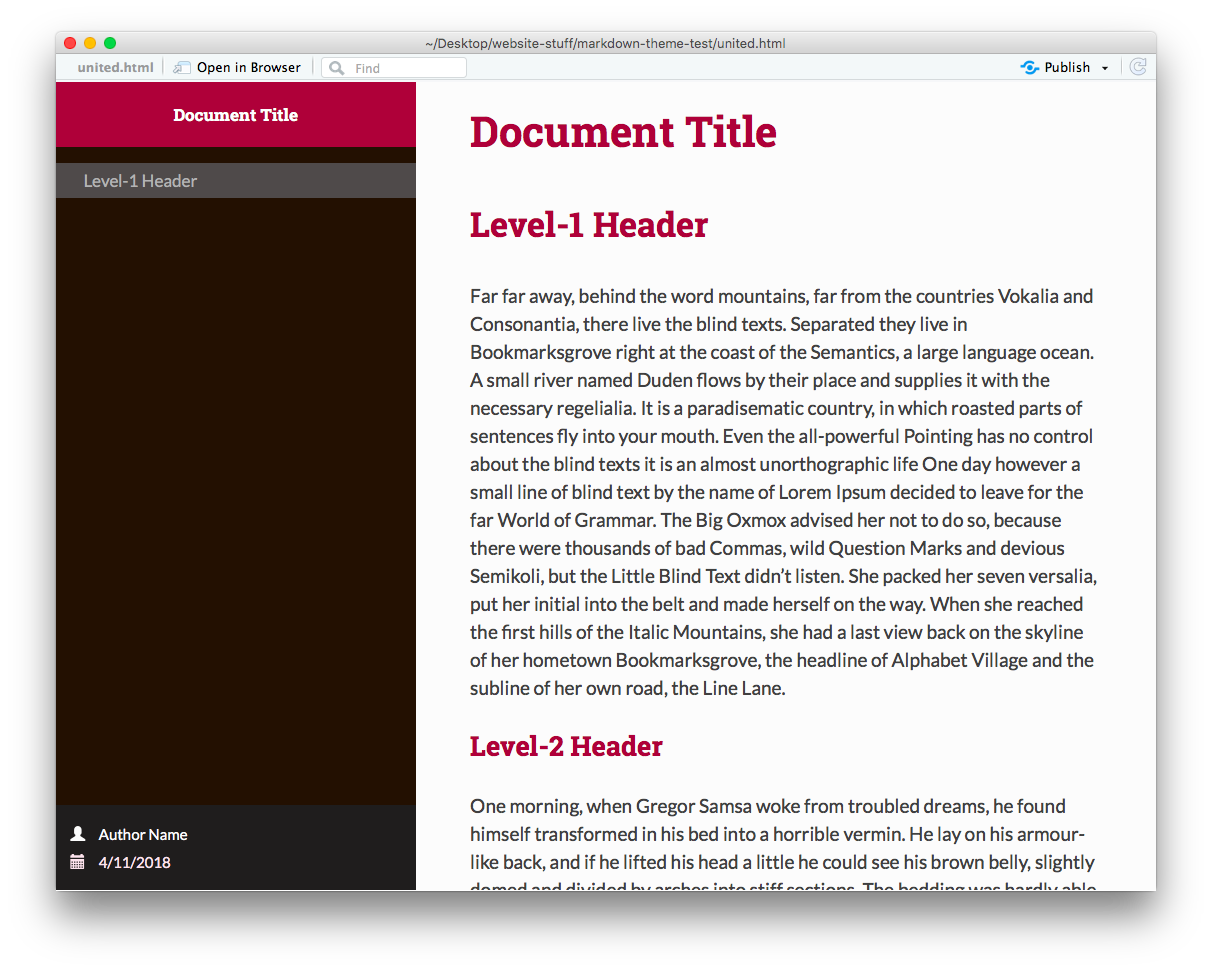 ~/Desktop/website-stuff/markdown-theme-test/united.html
united.html Open in Browser Find Publish
Document Title
Level-1 Header
Author Name
4/11/2018
Document Title
Level-1 Header
Far far away, behind the word mountains, far from the countries Vokalia and
Consonantia, there live the blind texts. Separated they live in
Bookmarksgrove right at the coast of the Semantics, a large language ocean.
A small river named Duden flows by their place and supplies it with the
necessary regelialia. It is a paradisematic country, in which roasted parts of
sentences fly into your mouth. Even the all-powerful Pointing has no control
about the blind texts it is an almost unorthographic life One day however a
small line of blind text by the name of Lorem Ipsum decided to leave for the
far World of Grammar. The Big Oxmox advised her not to do so, because
there were thousands of bad Commas, wild Question Marks and devious
Semikoli, but the Little Blind Text didn’t listen. She packed her seven versalia,
put her initial into the belt and made herself on the way. When she reached
the first hills of the Italic Mountains, she had a last view back on the skyline
of her hometown Bookmarksgrove, the headline of Alphabet Village and the
subline of her own road, the Line Lane.
Level-2 Header
One morning, when Gregor Samsa woke from troubled dreams, he found
himself transformed in his bed into a horrible vermin. He lay on his armour-
like back, and if he lifted his head a little he could see his brown belly, slightly
domed and divided by arches into stiff sections. The bedding was hardly able